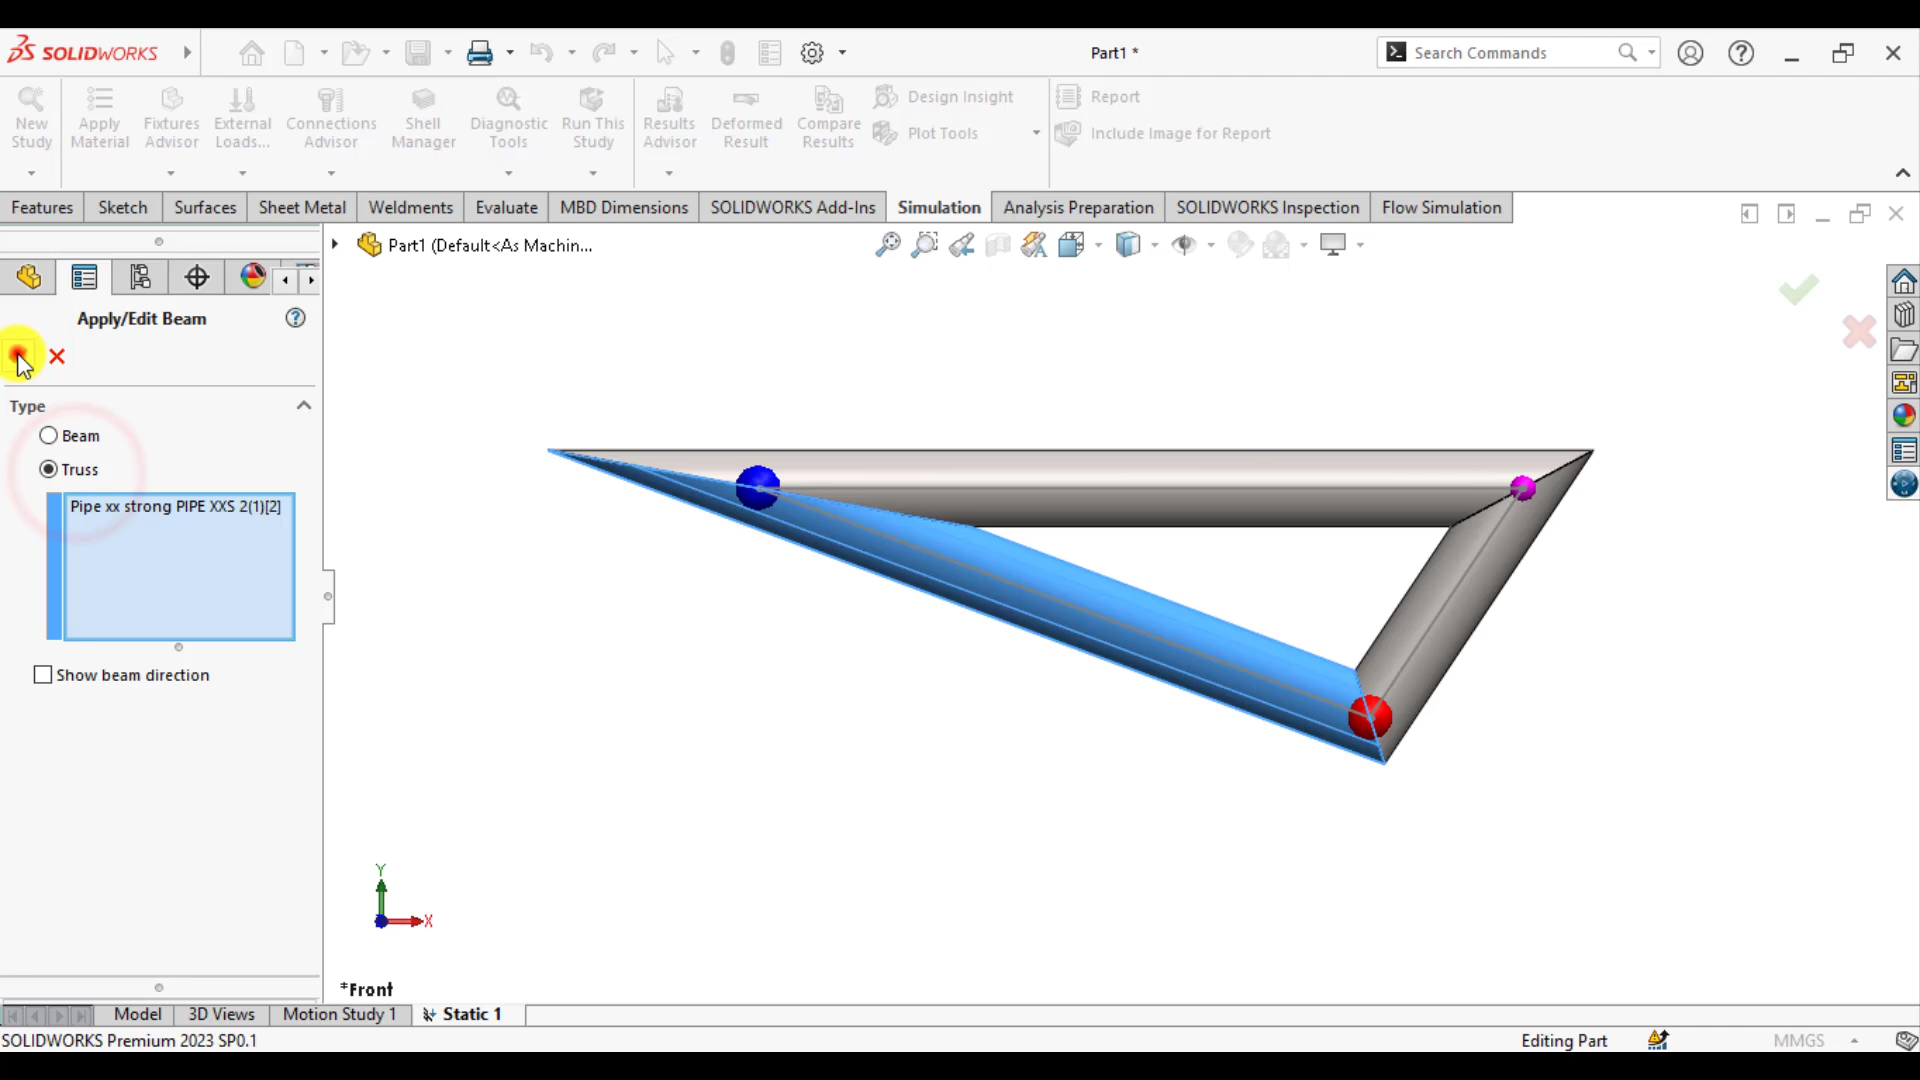 SOLIDWORKS
Part1 *
Search Commands
New Study
Apply Material
Fixtures Advisor
External Loads...
Connections Advisor
Shell Manager
Diagnostic Tools
Run This Study
Results Advisor
Deformed Result
Compare Results
Design Insight
Plot Tools
Report
Include Image for Report
Features
Sketch
Surfaces
Sheet Metal
Weldments
Evaluate
MBD Dimensions
SOLIDWORKS Add-Ins
Simulation
Analysis Preparation
SOLIDWORKS Inspection
Flow Simulation
Part1 (Default<As Machin...
Apply/Edit Beam
Type
Beam
Truss
Pipe xx strong PIPE XXS 2(1)[2]
Show beam direction
Y
X
*Front
Model
3D Views
Motion Study 1
Static 1
SOLIDWORKS Premium 2023 SP0.1
Editing Part
MMGS